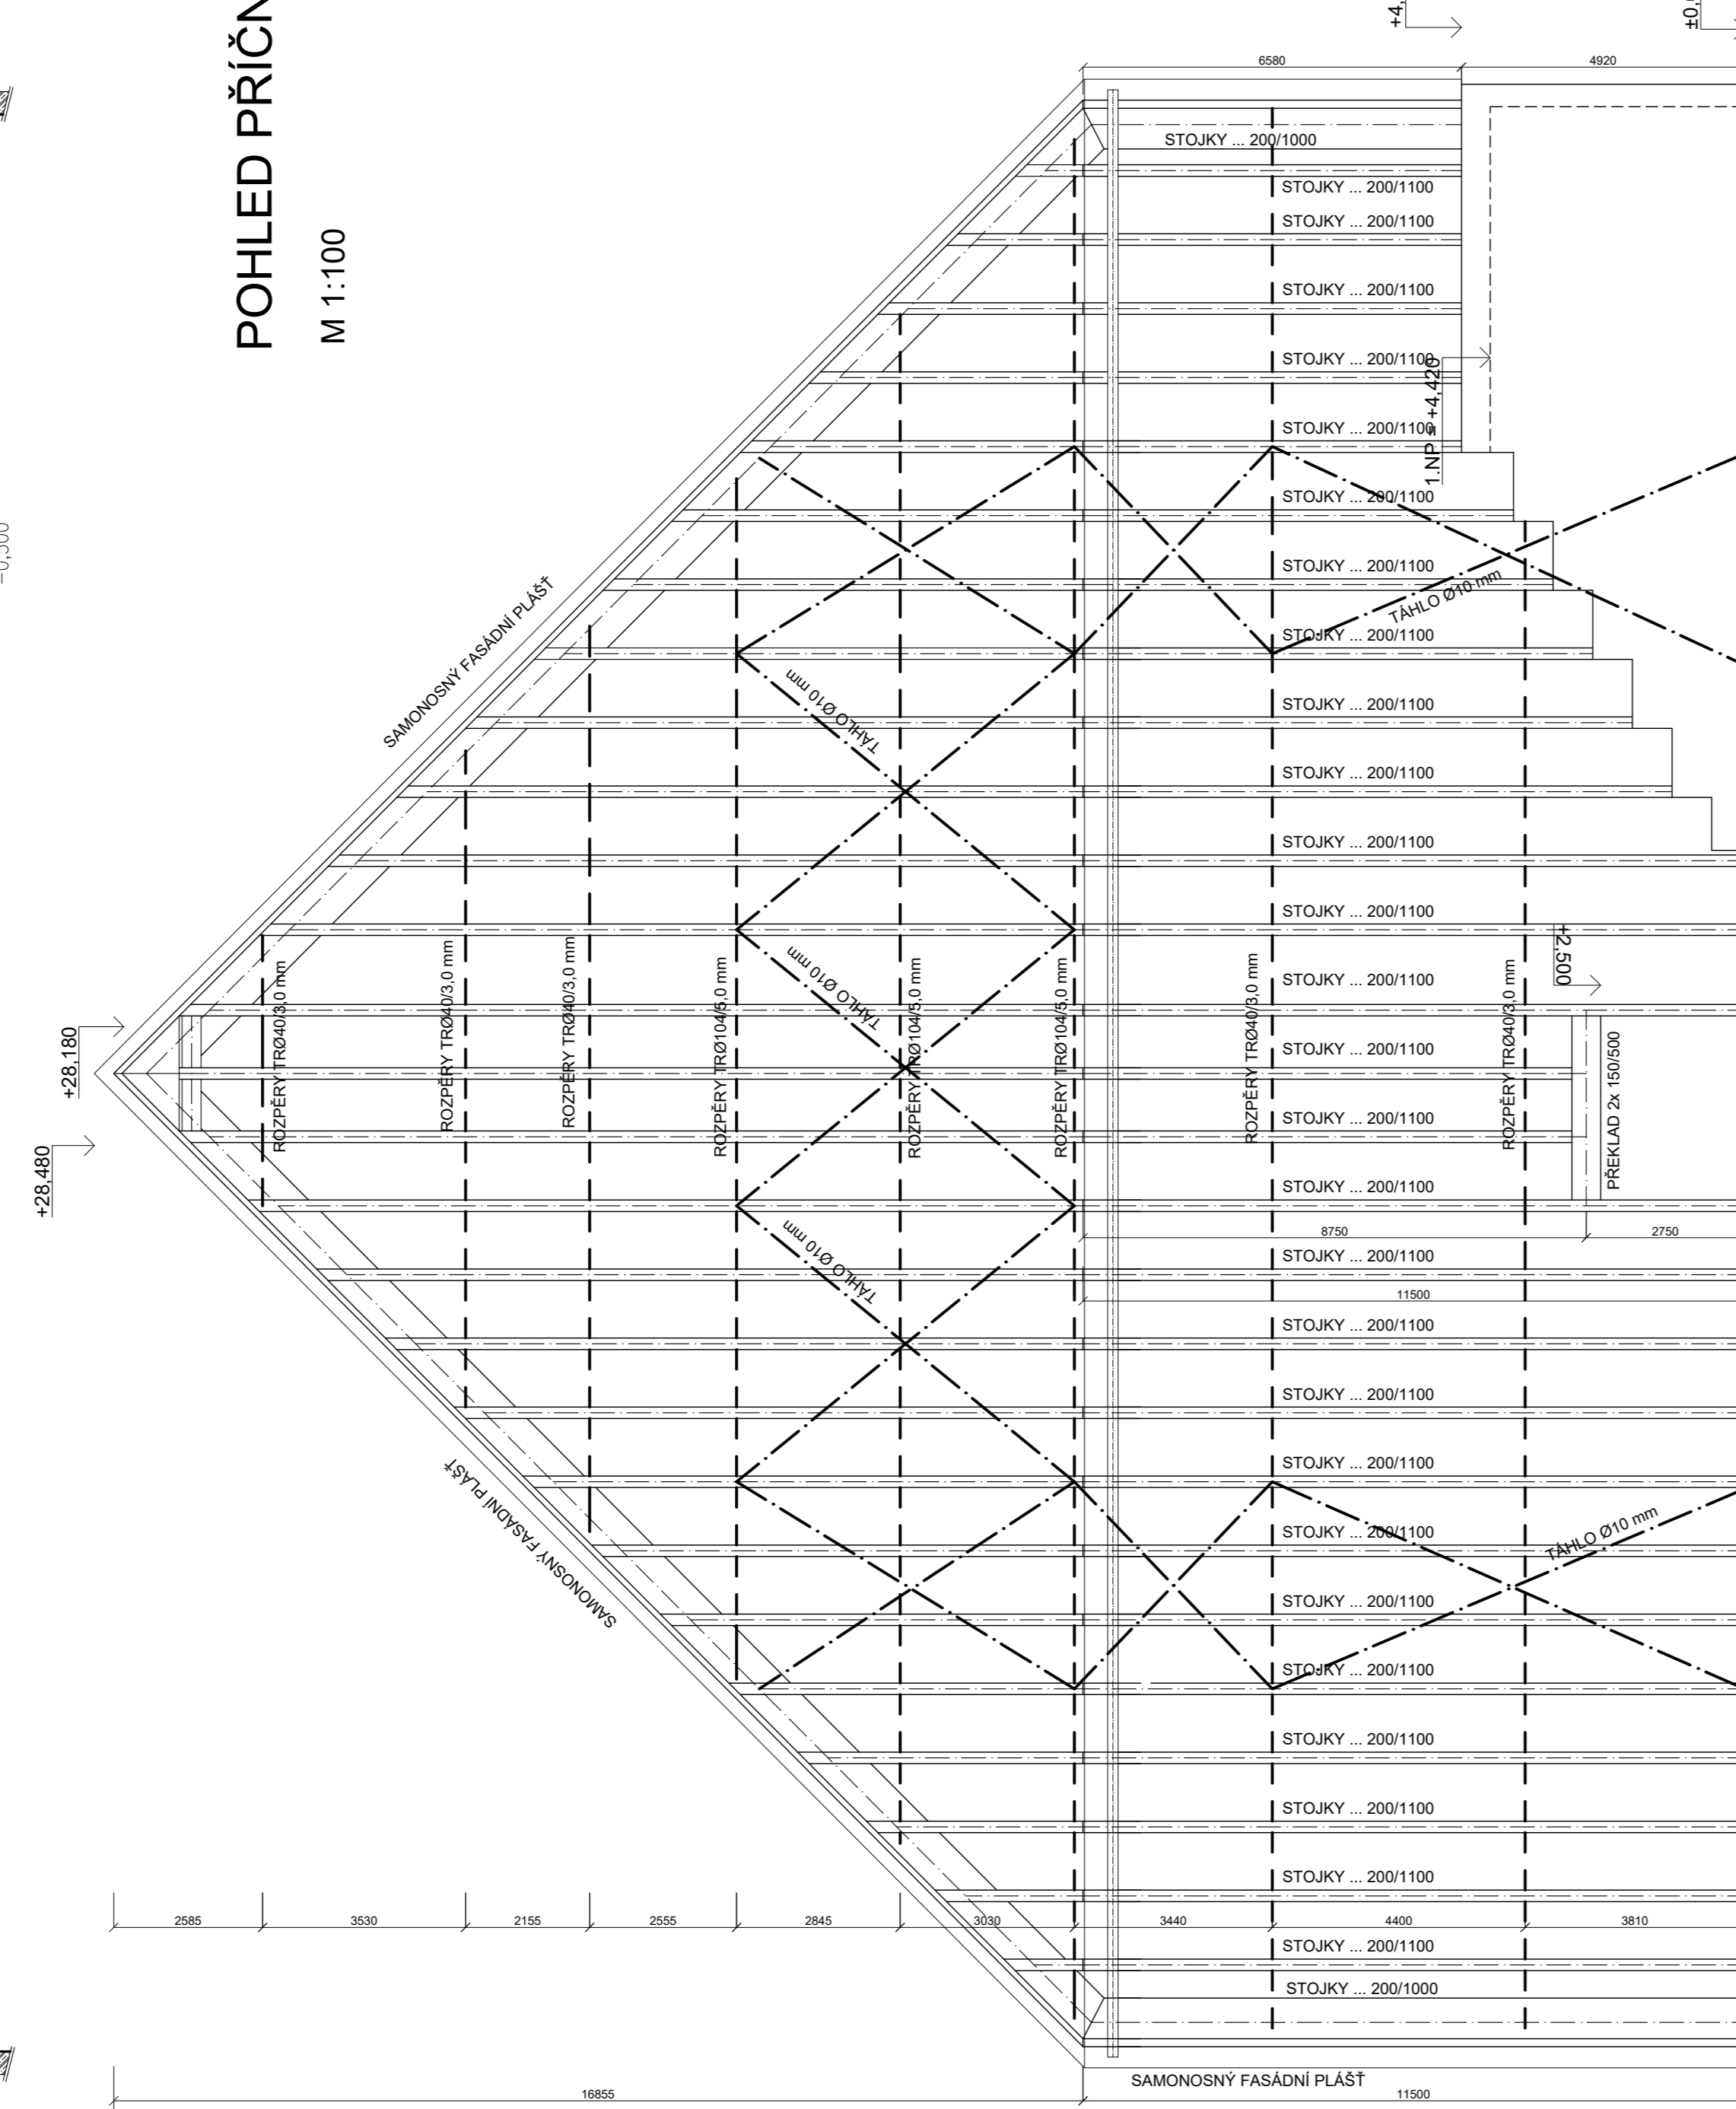 POHLED PŘÍČN
M 1:100
+4,
±0,
6580
4920
STOJKY ... 200/1000
STOJKY ... 200/1100
STOJKY ... 200/1100
STOJKY ... 200/1100
STOJKY ... 200/1100
1.NP = +4,420
STOJKY ... 200/1100
STOJKY ... 200/1100
STOJKY ... 200/1100
TÁHLO Ø10 mm
STOJKY ... 200/1100
SAMONOSNÝ FASÁDNÍ PLÁŠŤ
TÁHLO Ø10 mm
STOJKY ... 200/1100
STOJKY ... 200/1100
STOJKY ... 200/1100
STOJKY ... 200/1100
+2,500
TÁHLO Ø10 mm
STOJKY ... 200/1100
+28,180
+28,480
ROZPĚRY TRØ40/3,0 mm
ROZPĚRY TRØ40/3,0 mm
ROZPĚRY TRØ40/3,0 mm
ROZPĚRY TRØ104/5,0 mm
ROZPĚRY TRØ104/5,0 mm
ROZPĚRY TRØ104/5,0 mm
ROZPĚRY TRØ40/3,0 mm
ROZPĚRY TRØ40/3,0 mm
PŘEKLAD 2x 150/500
STOJKY ... 200/1100
STOJKY ... 200/1100
STOJKY ... 200/1100
8750
2750
TÁHLO Ø10 mm
STOJKY ... 200/1100
11500
STOJKY ... 200/1100
STOJKY ... 200/1100
STOJKY ... 200/1100
SAMONOSNÝ FASÁDNÍ PLÁŠŤ
STOJKY ... 200/1100
TÁHLO Ø10 mm
STOJKY ... 200/1100
STOJKY ... 200/1100
STOJKY ... 200/1100
STOJKY ... 200/1100
STOJKY ... 200/1100
2585
3530
2155
2555
2845
3030
3440
4400
3810
STOJKY ... 200/1100
STOJKY ... 200/1000
SAMONOSNÝ FASÁDNÍ PLÁŠŤ
16855
11500